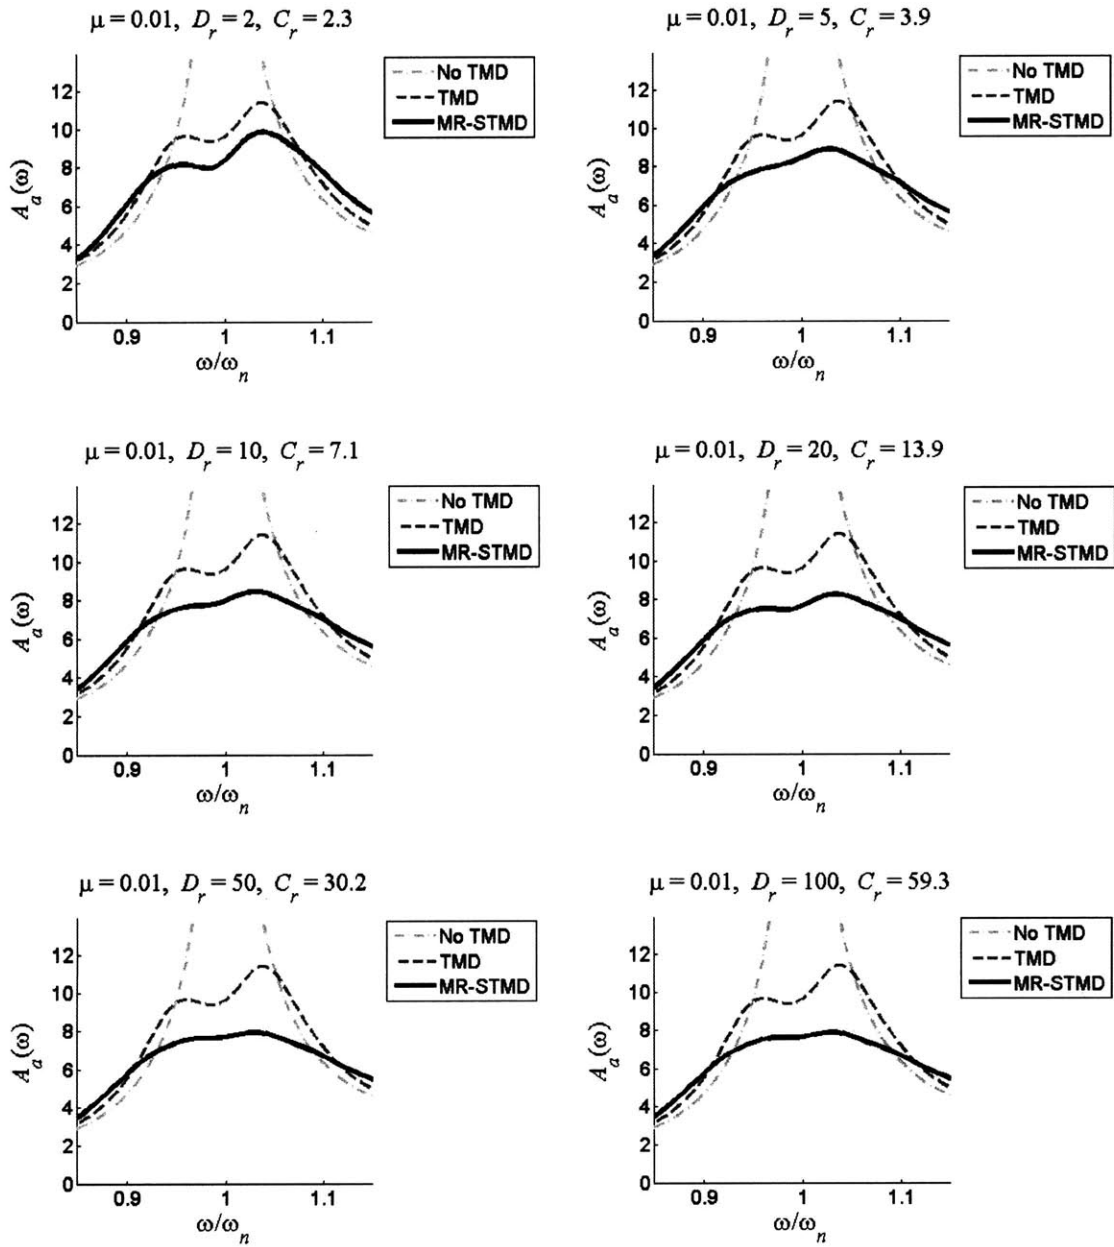 μ = 0.01, D_r = 2, C_r = 2.3
No TMD
TMD
MR-STMD
12
10
8
6
4
2
0
A_a(ω)
0.9 1 1.1
ω/ω_n
μ = 0.01, D_r = 5, C_r = 3.9
No TMD
TMD
MR-STMD
12
10
8
6
4
2
0
A_a(ω)
0.9 1 1.1
ω/ω_n
μ = 0.01, D_r = 10, C_r = 7.1
No TMD
TMD
MR-STMD
12
10
8
6
4
2
0
A_a(ω)
0.9 1 1.1
ω/ω_n
μ = 0.01, D_r = 20, C_r = 13.9
No TMD
TMD
MR-STMD
12
10
8
6
4
2
0
A_a(ω)
0.9 1 1.1
ω/ω_n
μ = 0.01, D_r = 50, C_r = 30.2
No TMD
TMD
MR-STMD
12
10
8
6
4
2
0
A_a(ω)
0.9 1 1.1
ω/ω_n
μ = 0.01, D_r = 100, C_r = 59.3
No TMD
TMD
MR-STMD
12
10
8
6
4
2
0
A_a(ω)
0.9 1 1.1
ω/ω_n